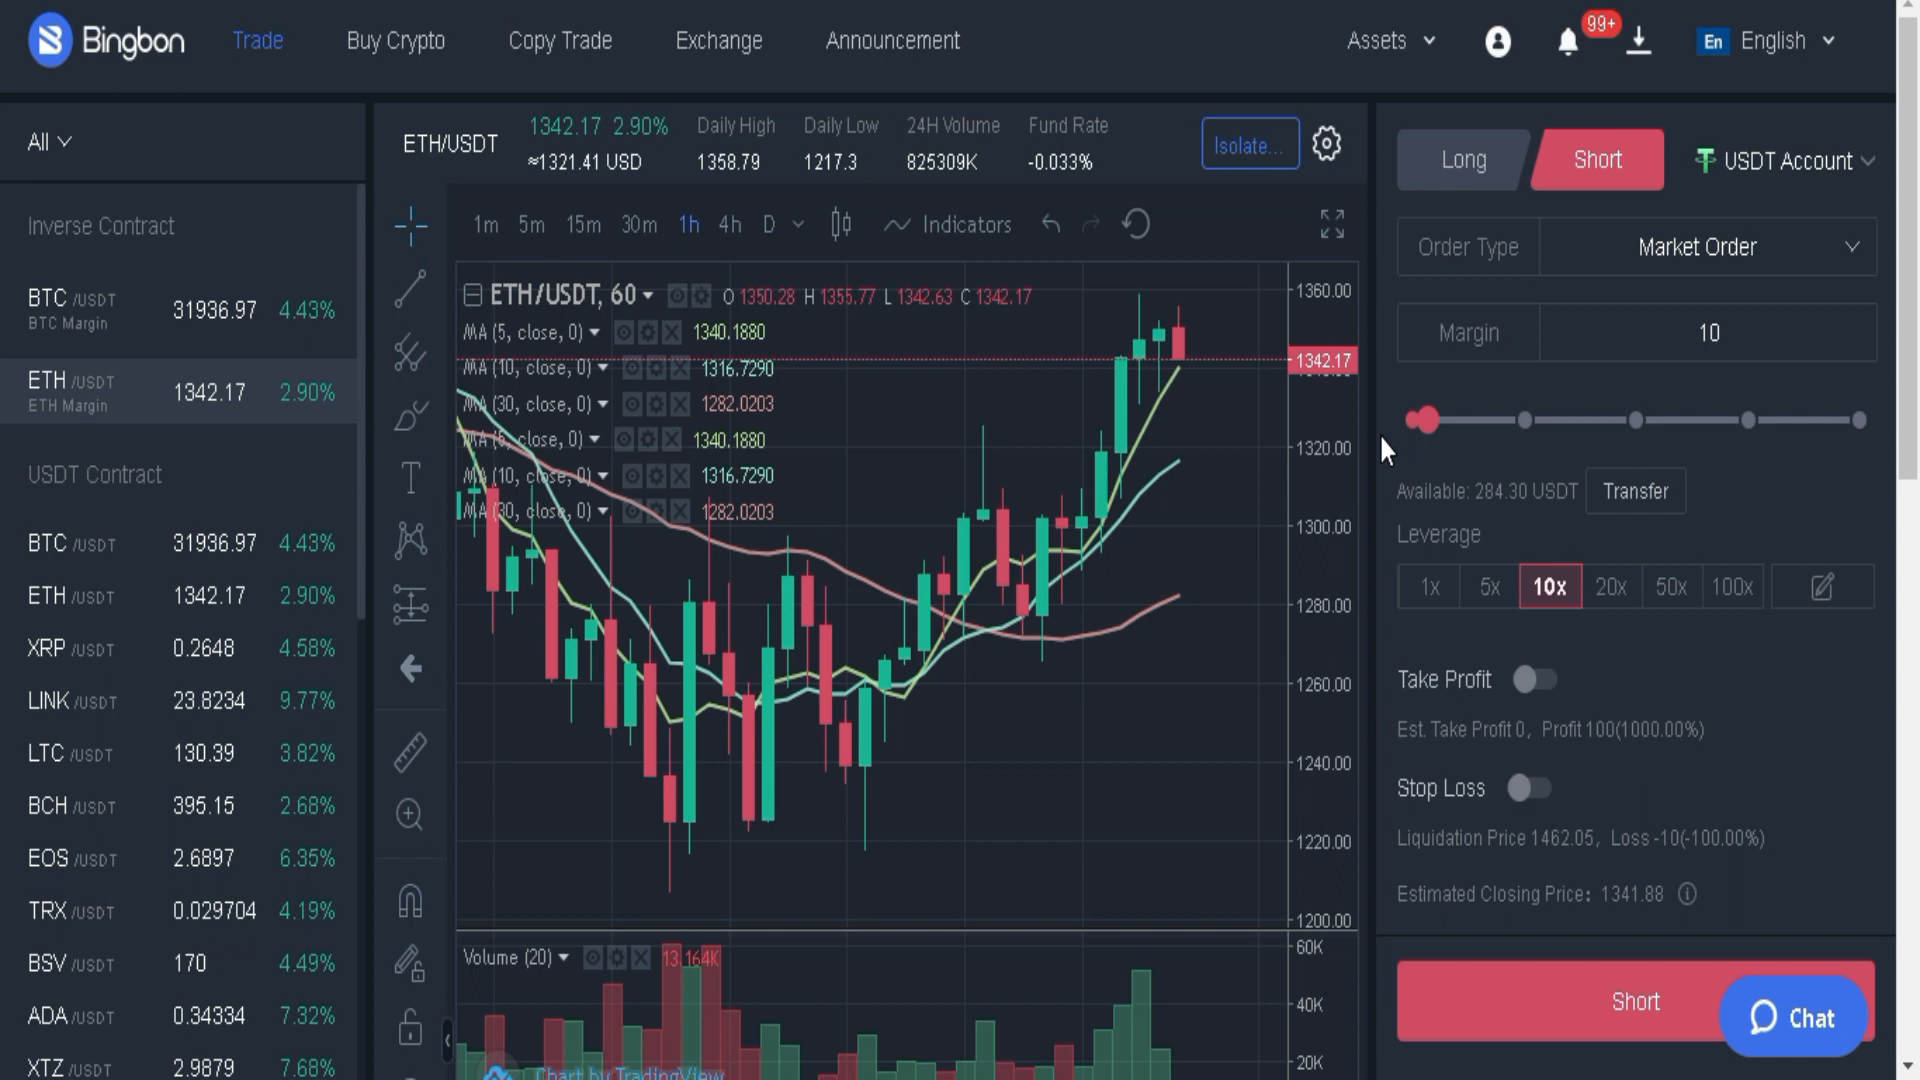 Bingbon Trade Buy Crypto Copy Trade Exchange Announcement Assets 99+ En English
All
Inverse Contract
BTC /USDT 31936.97 4.43%
BTC Margin
ETH /USDT 1342.17 2.90%
ETH Margin
USDT Contract
BTC /USDT 31936.97 4.43%
ETH /USDT 1342.17 2.90%
XRP /USDT 0.2648 4.58%
LINK /USDT 23.8234 9.77%
LTC /USDT 130.39 3.82%
BCH /USDT 395.15 2.68%
EOS /USDT 2.6897 6.35%
TRX /USDT 0.029704 4.19%
BSV /USDT 170 4.49%
ADA /USDT 0.34334 7.32%
XTZ /USDT 2.9879 7.68%
ETH/USDT
1342.17 2.90% Daily High Daily Low 24H Volume Fund Rate
≈1321.41 USD 1358.79 1217.3 825309K -0.033%
Isolate...
1m 5m 15m 30m 1h 4h D Indicators
ETH/USDT, 60 O 1350.28 H 1355.77 L 1342.63 C 1342.17
MA (5, close, 0) 1340.1880
MA (10, close, 0) 1316.7290
MA (30, close, 0) 1282.0203
MA (5, close, 0) 1340.1880
MA (10, close, 0) 1316.7290
MA (30, close, 0) 1282.0203
1360.00
1342.17
1320.00
1300.00
1280.00
1260.00
1240.00
1220.00
1200.00
Volume (20) 13.164K
60K
40K
20K
Chart by TradingView
Long Short USDT Account
Order Type Market Order
Margin 10
Available: 284.30 USDT Transfer
Leverage
1x 5x 10x 20x 50x 100x
Take Profit
Est. Take Profit 0, Profit 100(1000.00%)
Stop Loss
Liquidation Price 1462.05, Loss -10(-100.00%)
Estimated Closing Price: 1341.88
Short
Chat